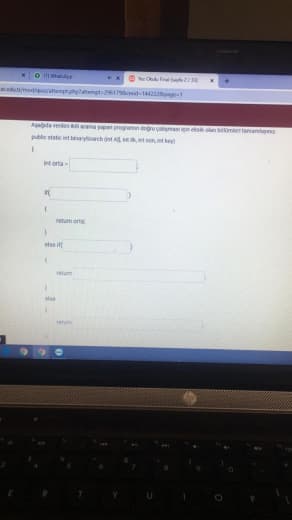 (1) WhatsApp
Yaz Okulu Final (sayfa 2 / 30)
Aşağıda verilen ikili arama yapan programın doğru çalışması için eksik olan bölümleri tamamlayınız
public static int binarySearch (int A[], int ilk, int son, int key)
{
int orta =
if(
)
{
return orta;
}
else if(
)
{
return
}
else
{
return
E R T Y U I O P